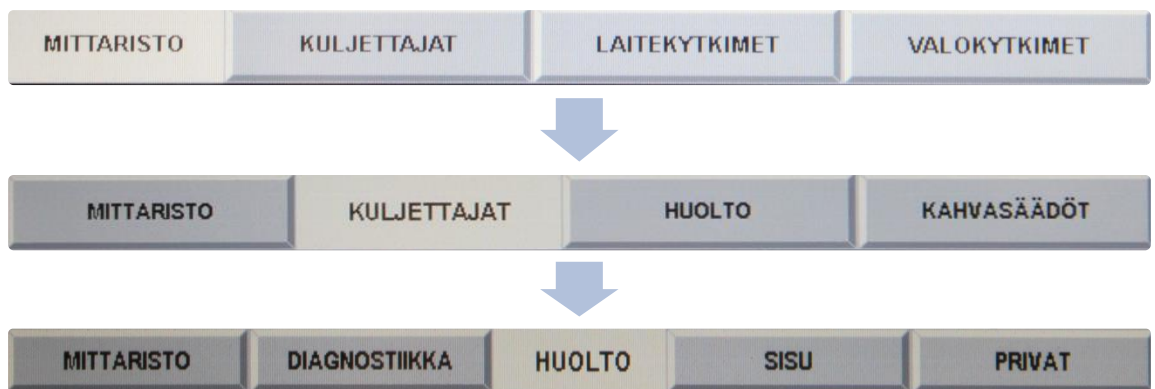 MITTARISTO KULJETTAJAT LAITEKYTKIMET VALOKYTKIMET
MITTARISTO KULJETTAJAT HUOLTO KAHVASÄÄDÖT
MITTARISTO DIAGNOSTIIKKA HUOLTO SISU PRIVAT